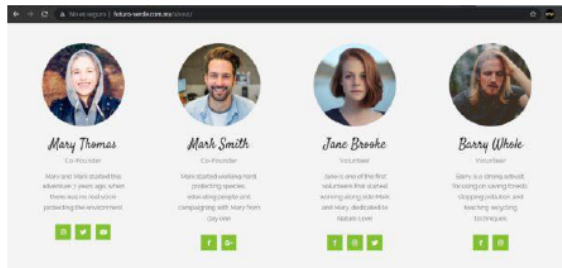 No es seguro | futuro-verde.com.mx/about/
Mary Thomas
Co-Founder
Mary and Mark started this
adventure 7 years ago, when
there was no real voice
protecting the environment
Mark Smith
Co-Founder
Mark started working hard
protecting species,
educating people and
campaigning with Mary from
day one
Jane Brooke
Volunteer
Jane is one of the first
volunteers that started
working along side Mark
and Mary, dedicated to
Nature Love
Barry Whole
Volunteer
Barry is a strong activist,
focusing on saving forests,
stopping pollution, and
teaching recycling
techniques.